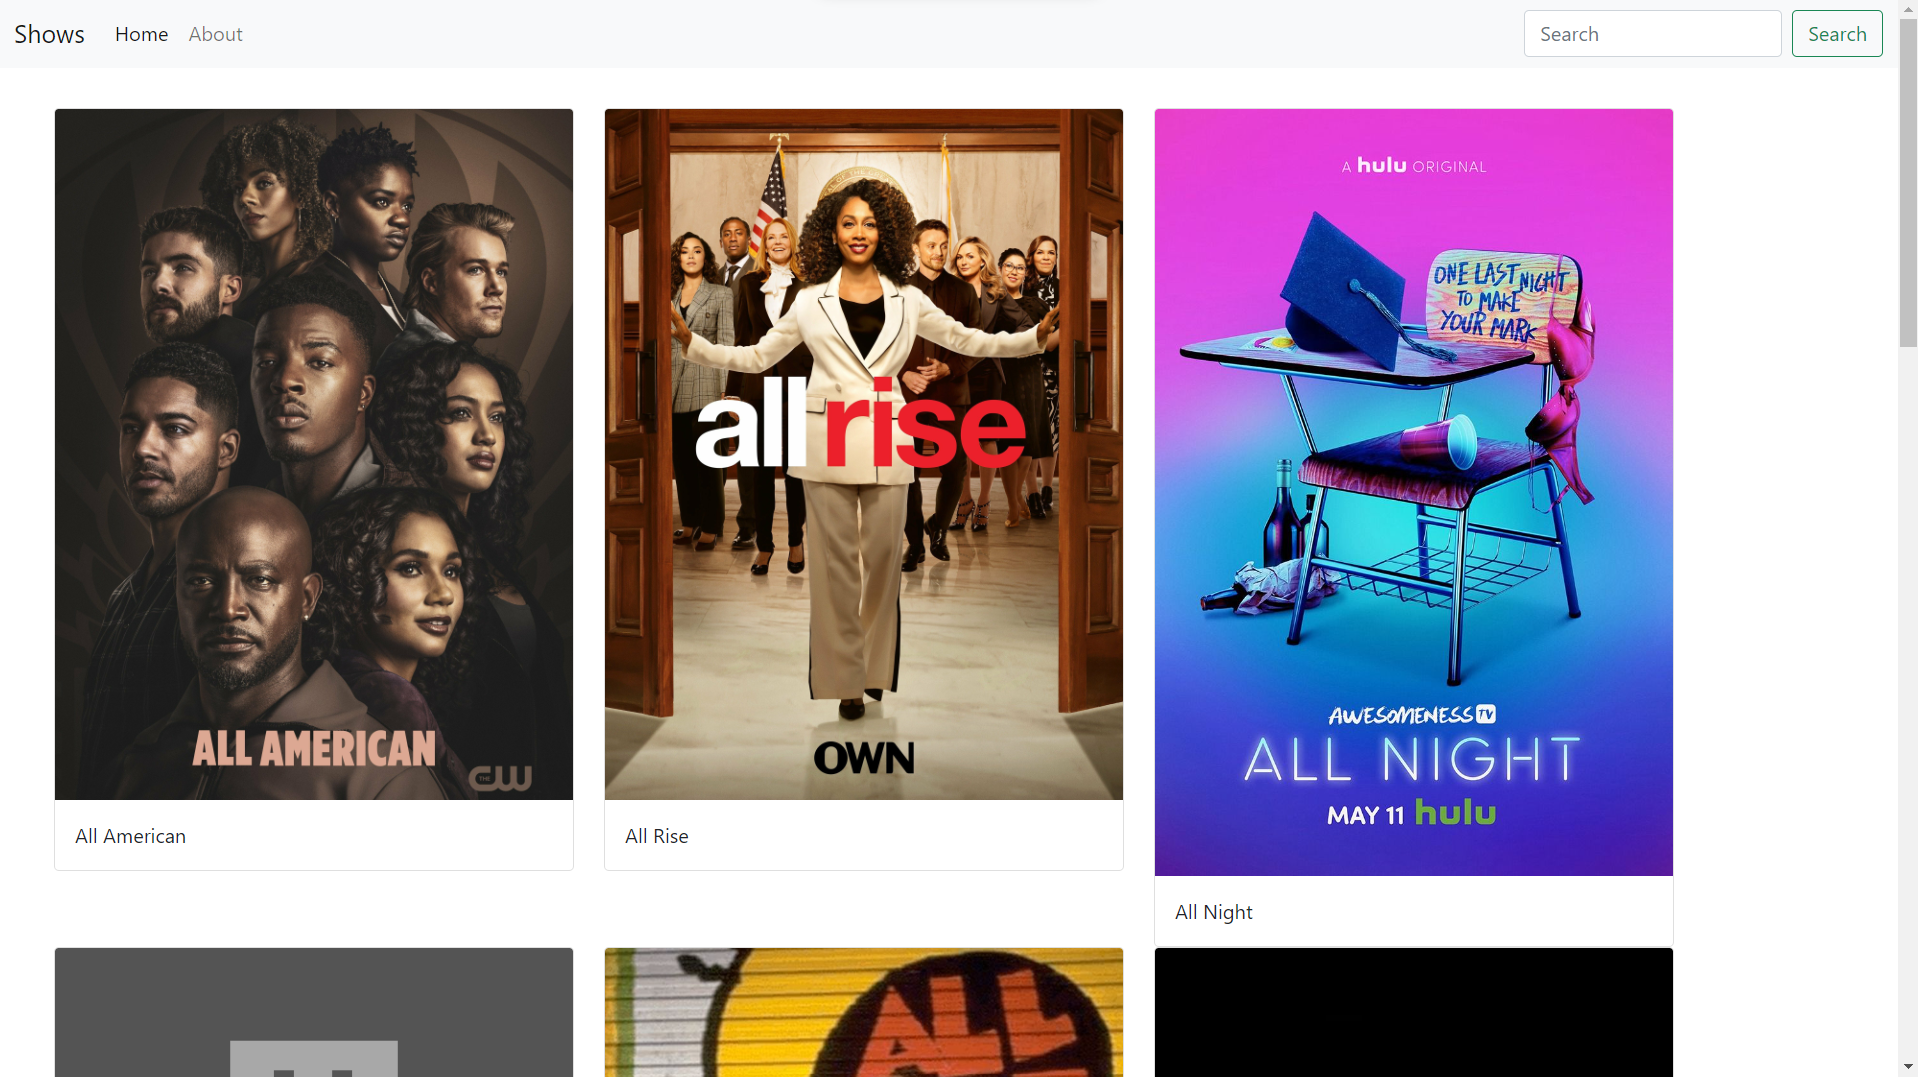 Shows Home About Search Search
ALL AMERICAN
THE CW
all rise
OWN
A hulu ORIGINAL
ONE LAST NIGHT
TO MAKE
YOUR MARK
AWESOMENESS TV
ALL NIGHT
MAY 11 hulu
All American
All Rise
All Night
ALL